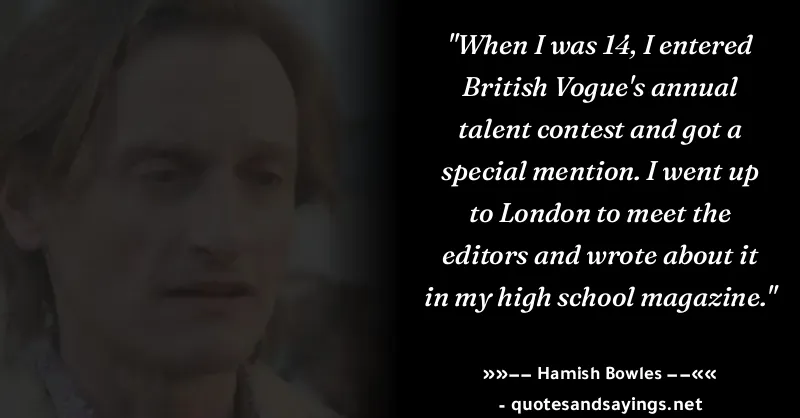 "When I was 14, I entered
British Vogue's annual
talent contest and got a
special mention. I went up
to London to meet the
editors and wrote about it
in my high school magazine."
»»–– Hamish Bowles ––««
- quotesandsayings.net